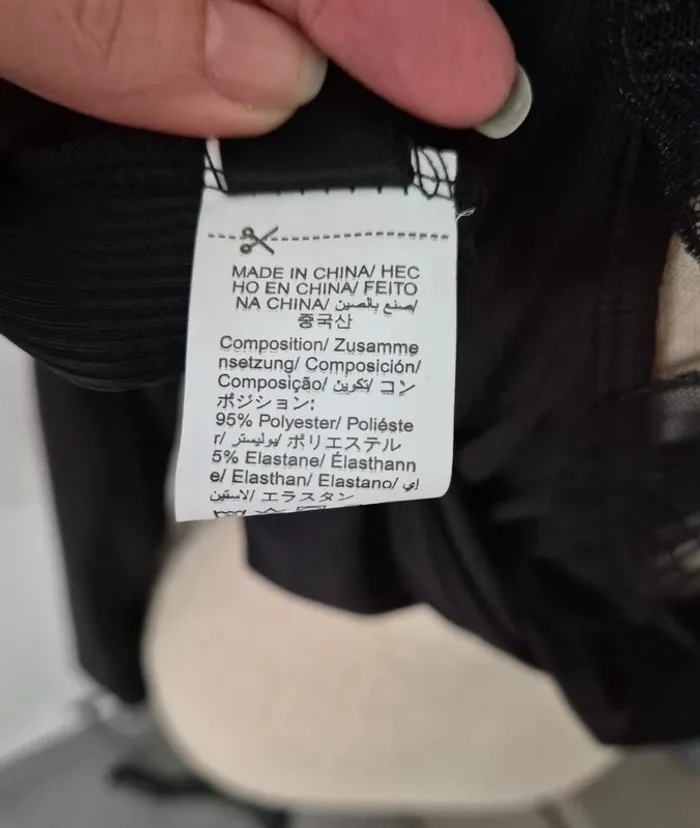 MADE IN CHINA/ HEC
HO EN CHINA/ FEITO
NA CHINA/ صنع بالصين/
중국산
Composition/ Zusamme
nsetzung/ Composición/
Composição/ تكوين/ コン
ポジション:
95% Polyester/ Poliéste
r/ بوليستر/ ポリエステル
5% Elastane/ Élasthann
e/ Elasthan/ Elastano/ اي
لاستين/ エラスタン